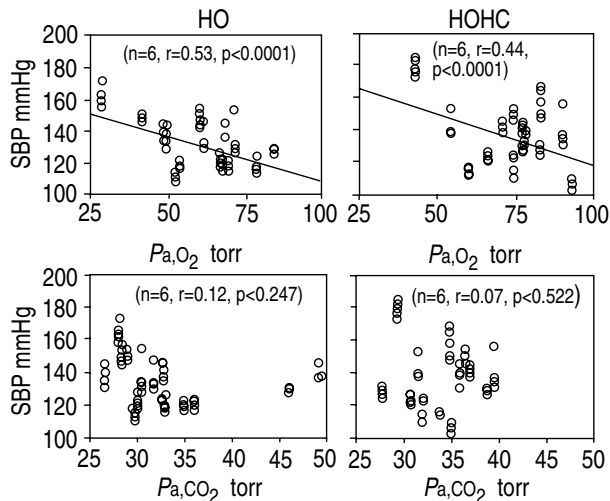 HO
HOHC
SBP mmHg
200
180
160
140
120
100
(n=6, r=0.53, p<0.0001)
(n=6, r=0.44,
p<0.0001)
25 50 75 100
25 50 75 100
Pa,O2 torr
Pa,O2 torr
SBP mmHg
200
180
160
140
120
100
(n=6, r=0.12, p<0.247)
(n=6, r=0.07, p<0.522)
25 30 35 40 45 50
25 30 35 40 45 50
Pa,CO2 torr
Pa,CO2 torr